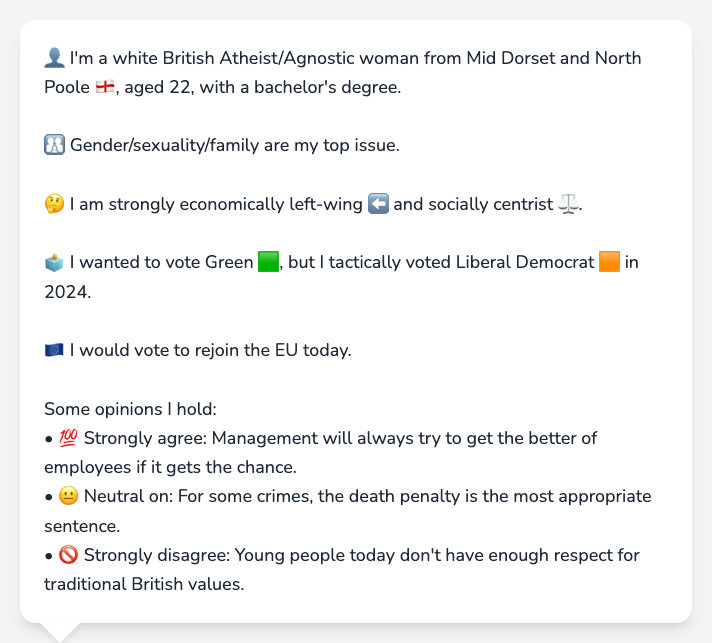 👤 I'm a white British Atheist/Agnostic woman from Mid Dorset and North
Poole 🏴󠁧󠁢󠁥󠁮󠁧󠁿, aged 22, with a bachelor's degree.
🚻 Gender/sexuality/family are my top issue.
🤔 I am strongly economically left-wing ⬅️ and socially centrist ⚖️.
🗳️ I wanted to vote Green 🟩, but I tactically voted Liberal Democrat 🟧 in
2024.
🇪🇺 I would vote to rejoin the EU today.
Some opinions I hold:
• 💯 Strongly agree: Management will always try to get the better of
employees if it gets the chance.
• 😐 Neutral on: For some crimes, the death penalty is the most appropriate
sentence.
• 🚫 Strongly disagree: Young people today don't have enough respect for
traditional British values.